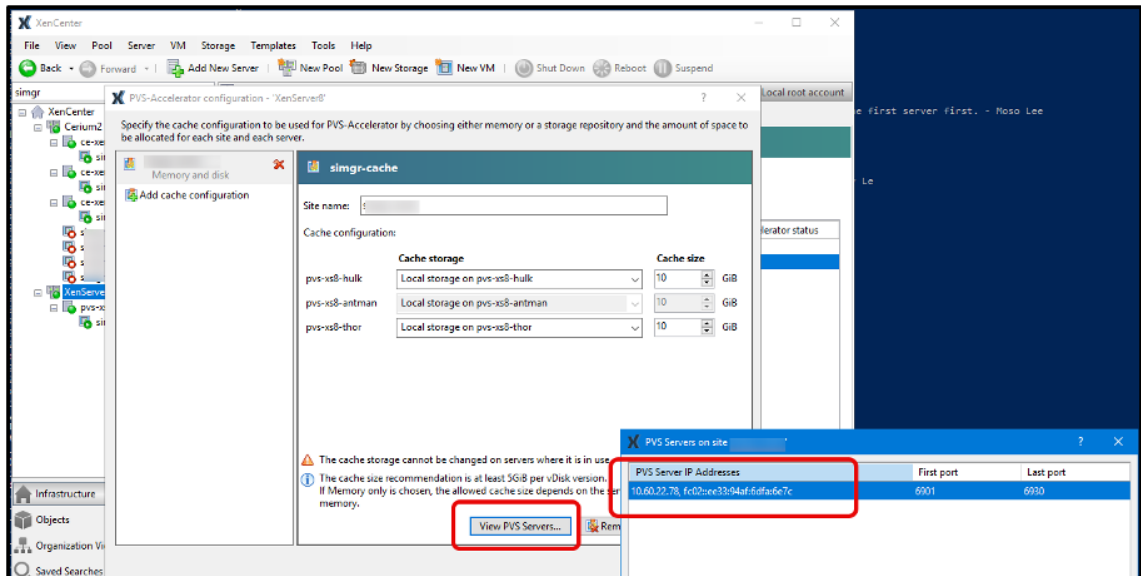 XenCenter
File View Pool Server VM Storage Templates Tools Help
Back Forward Add New Server New Pool New Storage New VM Shut Down Reboot Suspend
simgr
Local root account
XenCenter
Cerium2
ce-xe
si
ce-xe
si
ce-xe
si
XenServe
pvs-x
si
Infrastructure
Objects
Organization Vi
Saved Searches
e first server first. - Moso Lee
Le
lerator status
PVS-Accelerator configuration - 'XenServer8'
Specify the cache configuration to be used for PVS-Accelerator by choosing either memory or a storage repository and the amount of space to
be allocated for each site and each server.
Memory and disk
Add cache configuration
simgr-cache
Site name:
Cache configuration:
Cache storage Cache size
pvs-xs8-hulk Local storage on pvs-xs8-hulk 10 GiB
pvs-xs8-antman Local storage on pvs-xs8-antman 10 GiB
pvs-xs8-thor Local storage on pvs-xs8-thor 10 GiB
The cache storage cannot be changed on servers where it is in use
The cache size recommendation is at least 5GiB per vDisk version.
If Memory only is chosen, the allowed cache size depends on the ser
memory.
View PVS Servers... Rem
PVS Servers on site
PVS Server IP Addresses First port Last port
10.60.22.78, fc02::ee33:94af:6dfa:6e7c 6901 6930